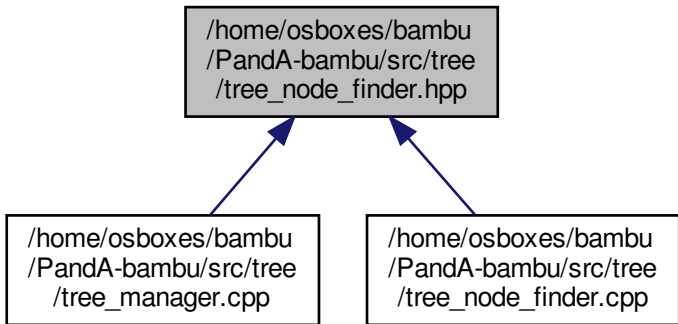 /home/osboxes/bambu
/PandA-bambu/src/tree
/tree_node_finder.hpp
/home/osboxes/bambu
/PandA-bambu/src/tree
/tree_manager.cpp
/home/osboxes/bambu
/PandA-bambu/src/tree
/tree_node_finder.cpp